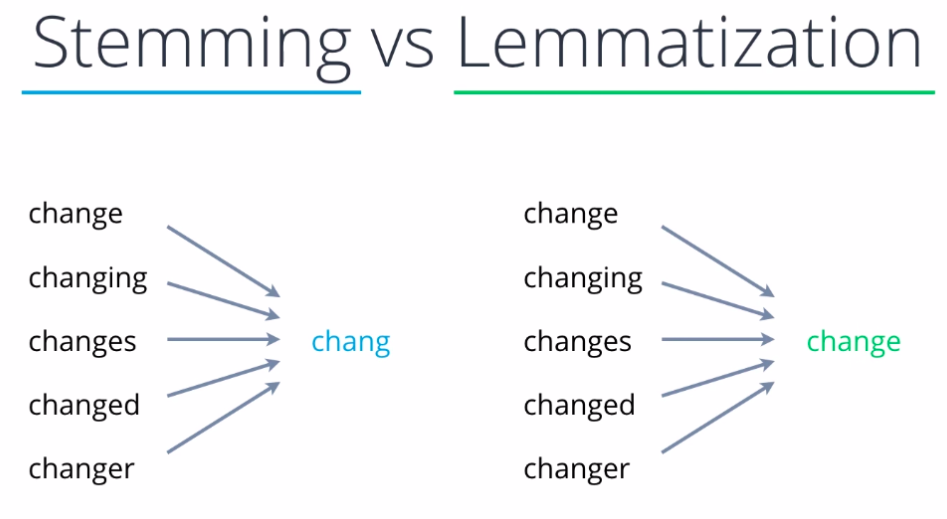 Stemming vs Lemmatization
change
changing
changes
changed
changer
chang
change
changing
changes
changed
changer
change